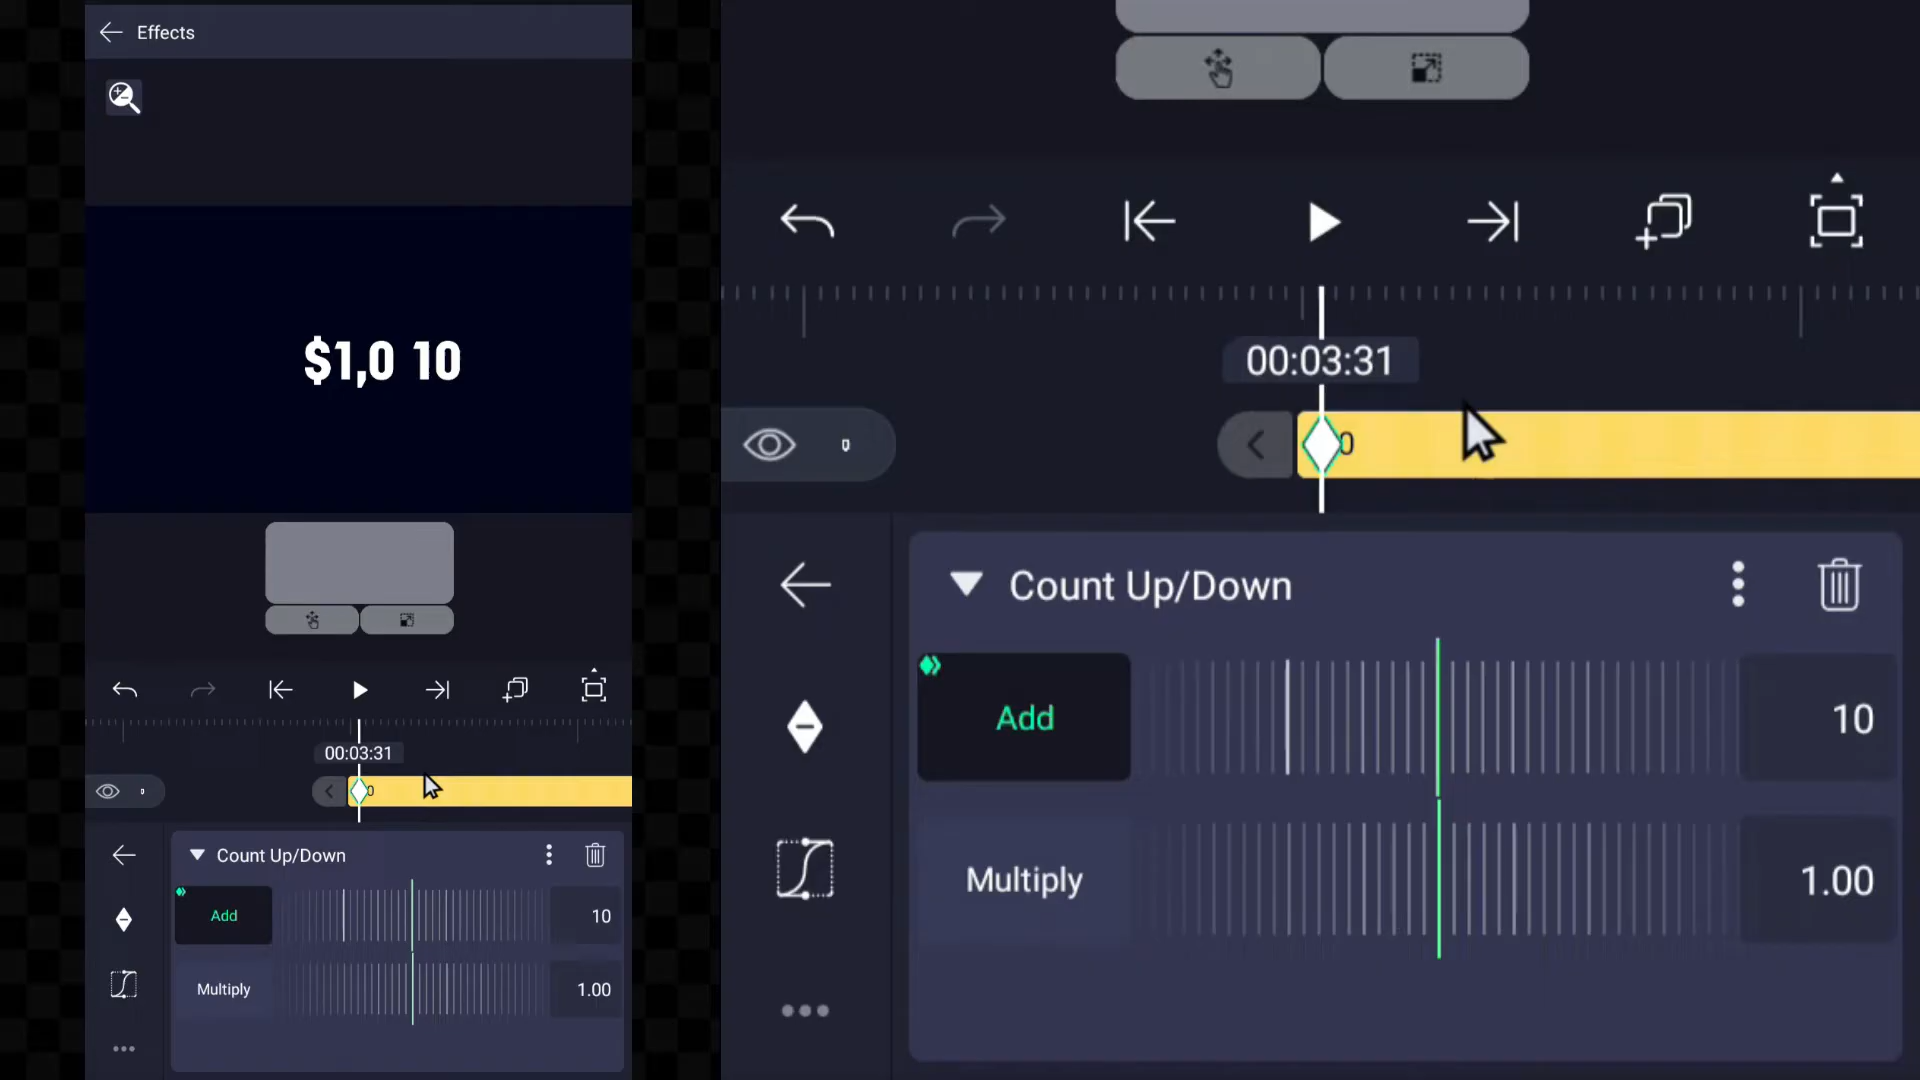 Effects
$1,0 10
00:03:31
0
Count Up/Down
Add
10
Multiply
1.00
00:03:31
0
0
Count Up/Down
Add
10
Multiply
1.00